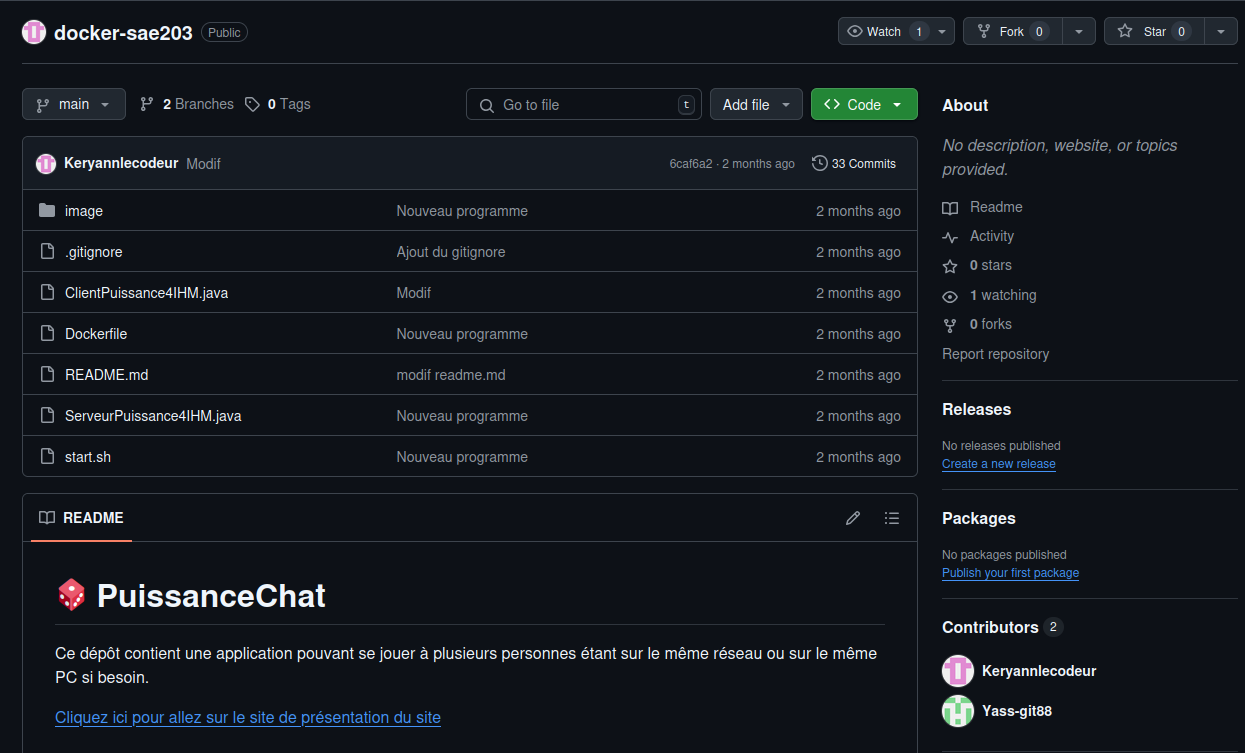 docker-sae203 Public Watch 1 Fork 0 Star 0
main 2 Branches 0 Tags Go to file t Add file Code
Keryannlecodeur Modif 6caf6a2 · 2 months ago 33 Commits
image Nouveau programme 2 months ago
.gitignore Ajout du gitignore 2 months ago
ClientPuissance4IHM.java Modif 2 months ago
Dockerfile Nouveau programme 2 months ago
README.md modif readme.md 2 months ago
ServeurPuissance4IHM.java Nouveau programme 2 months ago
start.sh Nouveau programme 2 months ago
README
PuissanceChat
Ce dépôt contient une application pouvant se jouer à plusieurs personnes étant sur le même réseau ou sur le même
PC si besoin.
Cliquez ici pour allez sur le site de présentation du site
About
No description, website, or topics
provided.
Readme
Activity
0 stars
1 watching
0 forks
Report repository
Releases
No releases published
Create a new release
Packages
No packages published
Publish your first package
Contributors 2
Keryannlecodeur
Yass-git88